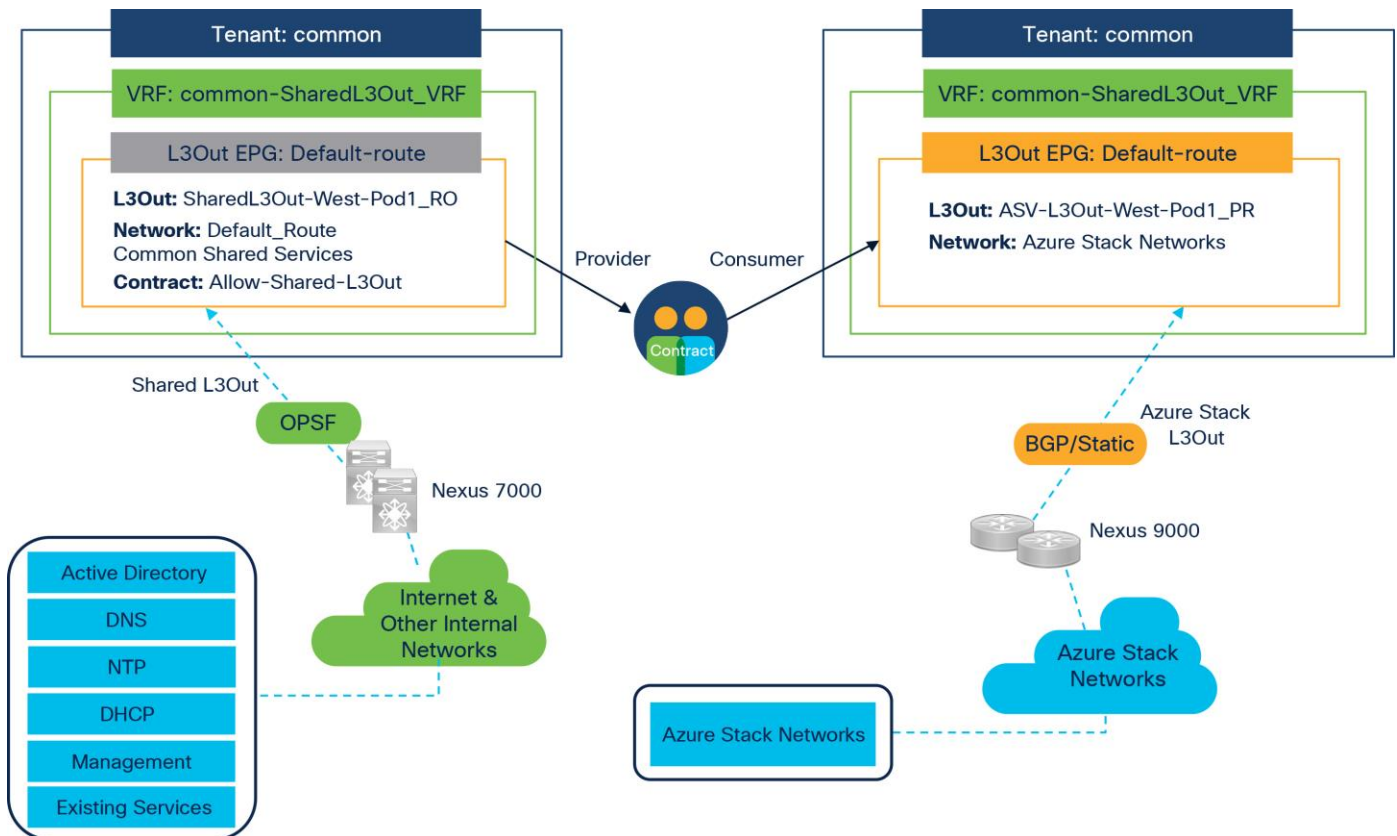 Tenant: common
VRF: common-SharedL3Out_VRF
L3Out EPG: Default-route
L3Out: SharedL3Out-West-Pod1_RO
Network: Default_Route
Common Shared Services
Contract: Allow-Shared-L3Out
Provider
Consumer
Contract
Tenant: common
VRF: common-SharedL3Out_VRF
L3Out EPG: Default-route
L3Out: ASV-L3Out-West-Pod1_PR
Network: Azure Stack Networks
Shared L3Out
OPSF
Nexus 7000
Internet &
Other Internal
Networks
Active Directory
DNS
NTP
DHCP
Management
Existing Services
Azure Stack
L3Out
BGP/Static
Nexus 9000
Azure Stack
Networks
Azure Stack Networks